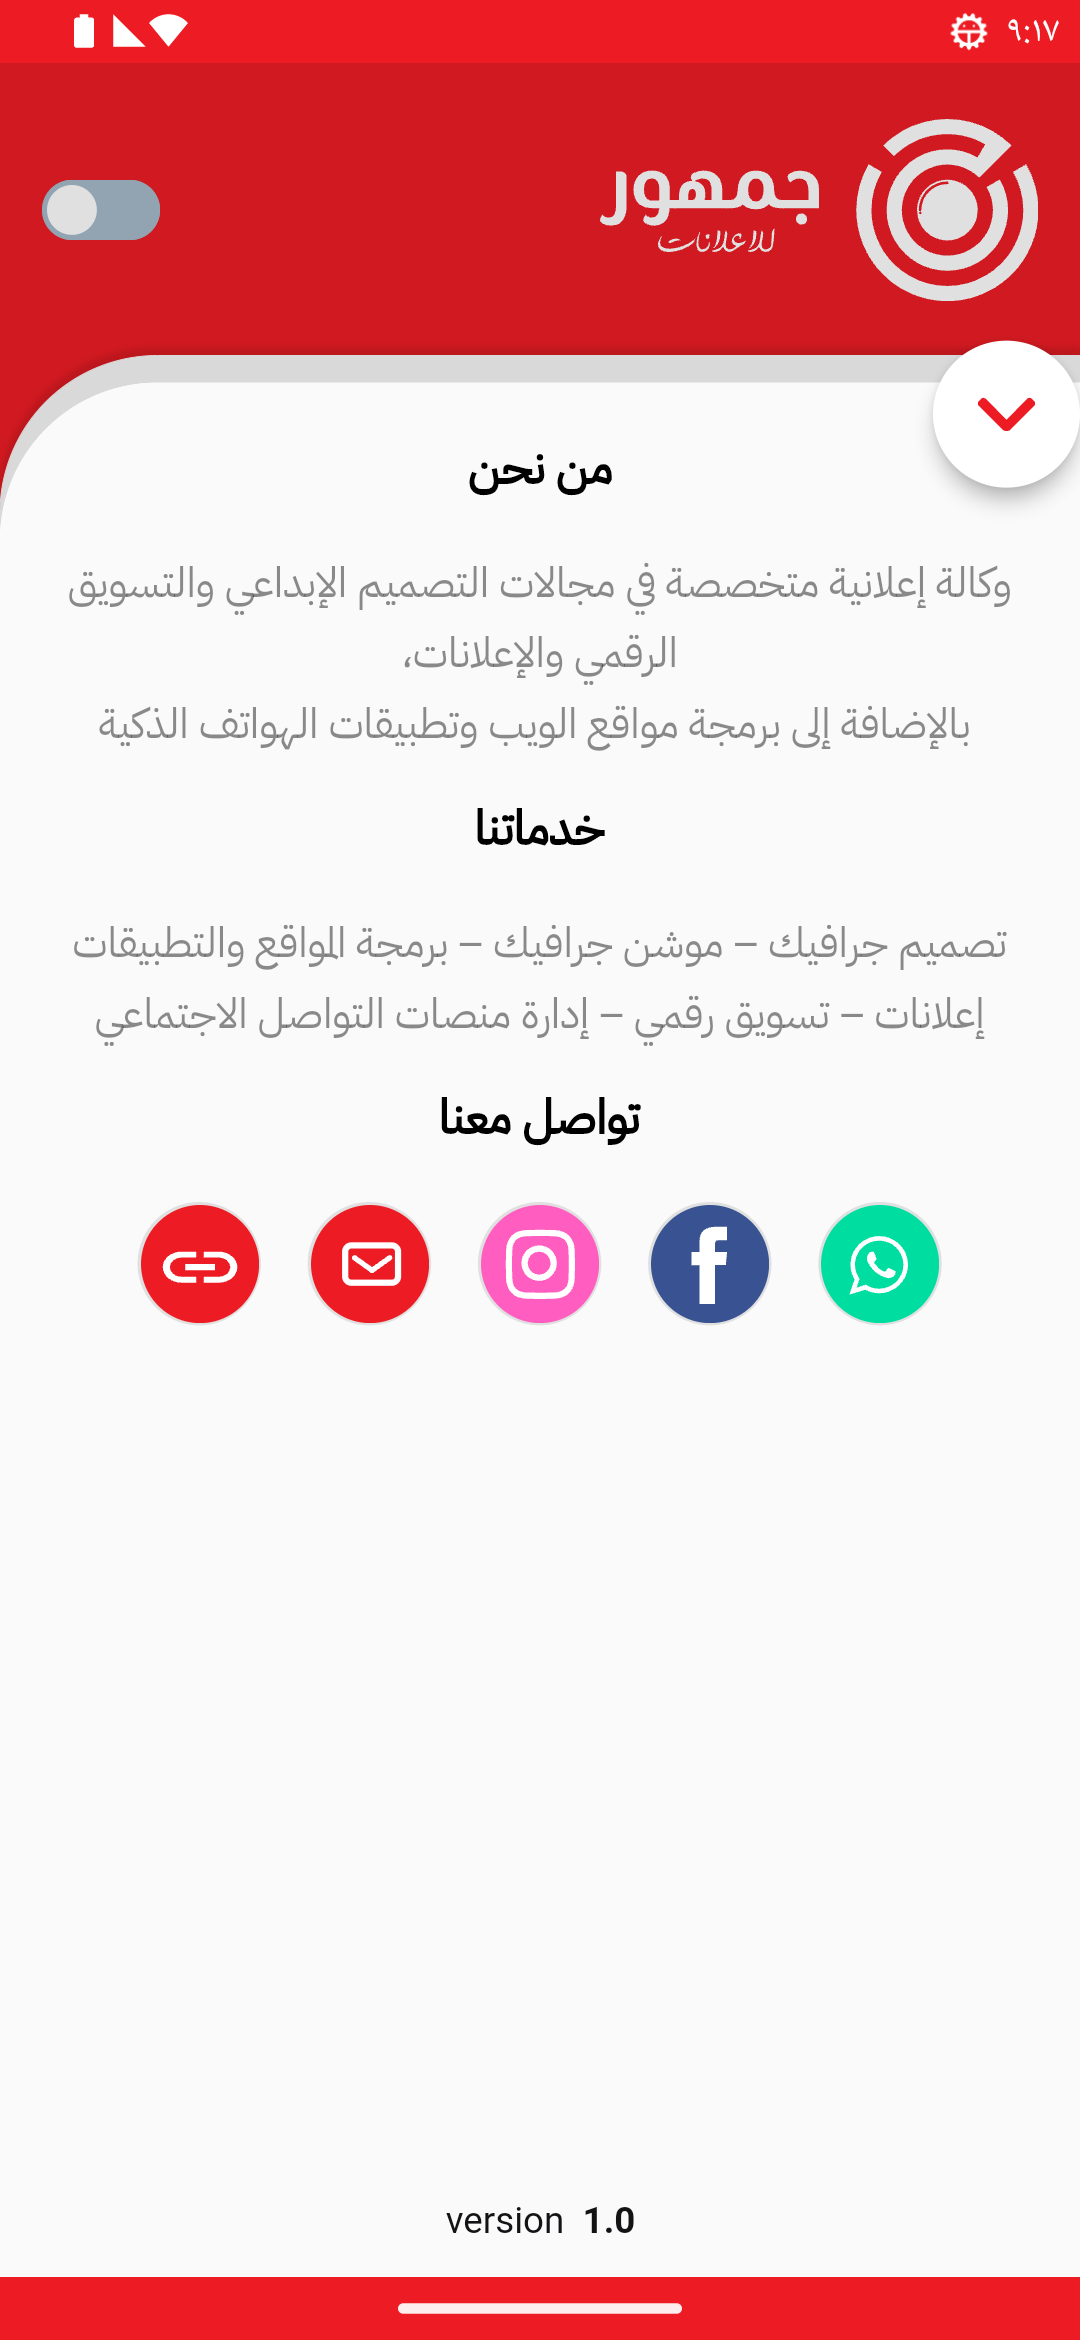 ٩:١٧
جمهور
للاعلانات
من نحن
وكالة إعلانية متخصصة في مجالات التصميم الإبداعي والتسويق
الرقمي والإعلانات،
بالإضافة إلى برمجة مواقع الويب وتطبيقات الهواتف الذكية
خدماتنا
تصميم جرافيك – موشن جرافيك – برمجة المواقع والتطبيقات
إعلانات – تسويق رقمي – إدارة منصات التواصل الاجتماعي
تواصل معنا
version 1.0